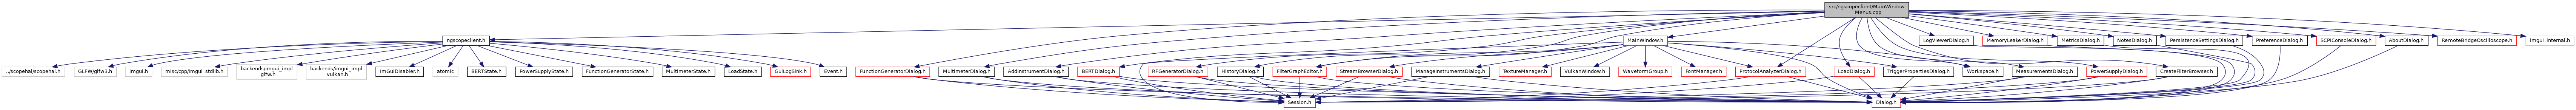 src/ngscopeclient/MainWindow
_Menus.cpp
ngscopeclient.h
MainWindow.h
LogViewerDialog.h
MemoryLeakerDialog.h
MetricsDialog.h
NotesDialog.h
PersistenceSettingsDialog.h
PreferenceDialog.h
SCPIConsoleDialog.h
AboutDialog.h
RemoteBridgeOscilloscope.h
imgui_internal.h
../scopehal/scopehal.h
GLFW/glfw3.h
imgui.h
misc/cpp/imgui_stdlib.h
backends/imgui_impl
_glfw.h
backends/imgui_impl
_vulkan.h
ImGuiDisabler.h
atomic
BERTState.h
PowerSupplyState.h
FunctionGeneratorState.h
MultimeterState.h
LoadState.h
GuiLogSink.h
Event.h
FunctionGeneratorDialog.h
MultimeterDialog.h
AddInstrumentDialog.h
BERTDialog.h
RFGeneratorDialog.h
HistoryDialog.h
FilterGraphEditor.h
StreamBrowserDialog.h
ManageInstrumentsDialog.h
TextureManager.h
VulkanWindow.h
WaveformGroup.h
FontManager.h
ProtocolAnalyzerDialog.h
LoadDialog.h
TriggerPropertiesDialog.h
Workspace.h
MeasurementsDialog.h
PowerSupplyDialog.h
CreateFilterBrowser.h
Session.h
Dialog.h